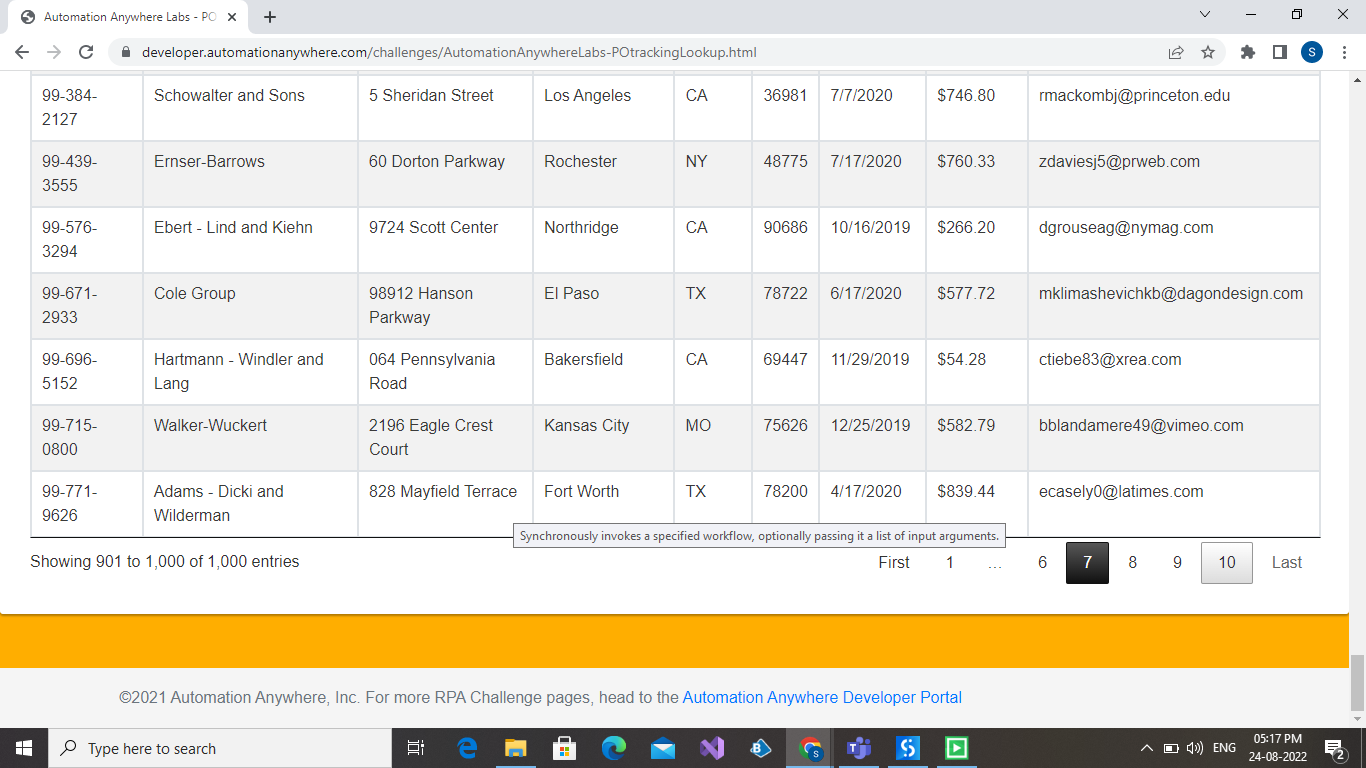 Automation Anywhere Labs - PO
developer.automationanywhere.com/challenges/AutomationAnywhereLabs-POtrackingLookup.html
S
99-384-2127 Schowalter and Sons 5 Sheridan Street Los Angeles CA 36981 7/7/2020 $746.80 rmackombj@princeton.edu
99-439-3555 Ernser-Barrows 60 Dorton Parkway Rochester NY 48775 7/17/2020 $760.33 zdaviesj5@prweb.com
99-576-3294 Ebert - Lind and Kiehn 9724 Scott Center Northridge CA 90686 10/16/2019 $266.20 dgrouseag@nymag.com
99-671-2933 Cole Group 98912 Hanson Parkway El Paso TX 78722 6/17/2020 $577.72 mklimashevichkb@dagondesign.com
99-696-5152 Hartmann - Windler and Lang 064 Pennsylvania Road Bakersfield CA 69447 11/29/2019 $54.28 ctiebe83@xrea.com
99-715-0800 Walker-Wuckert 2196 Eagle Crest Court Kansas City MO 75626 12/25/2019 $582.79 bblandamere49@vimeo.com
99-771-9626 Adams - Dicki and Wilderman 828 Mayfield Terrace Fort Worth TX 78200 4/17/2020 $839.44 ecasely0@latimes.com
Synchronously invokes a specified workflow, optionally passing it a list of input arguments.
Showing 901 to 1,000 of 1,000 entries First 1 … 6 7 8 9 10 Last
©2021 Automation Anywhere, Inc. For more RPA Challenge pages, head to the Automation Anywhere Developer Portal
Type here to search
ENG
05:17 PM
24-08-2022
2